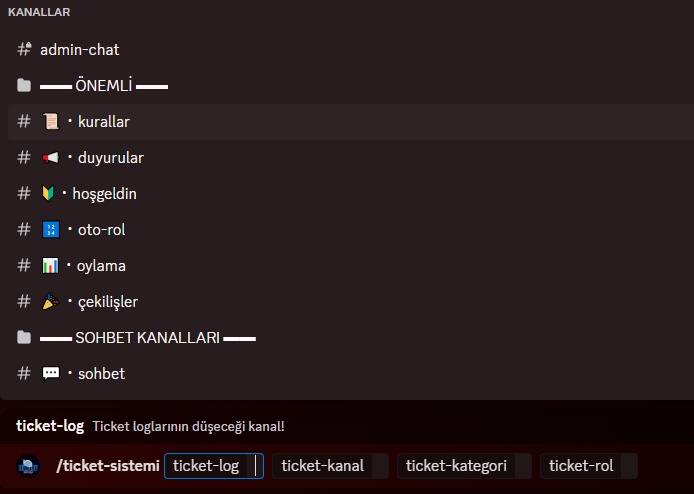 KANALLAR
admin-chat
ÖNEMLİ
kurallar
duyurular
hoşgeldin
oto-rol
oylama
çekilişler
SOHBET KANALLARI
sohbet
ticket-log Ticket loglarının düşeceği kanal!
/ticket-sistemi ticket-log ticket-kanal ticket-kategori ticket-rol